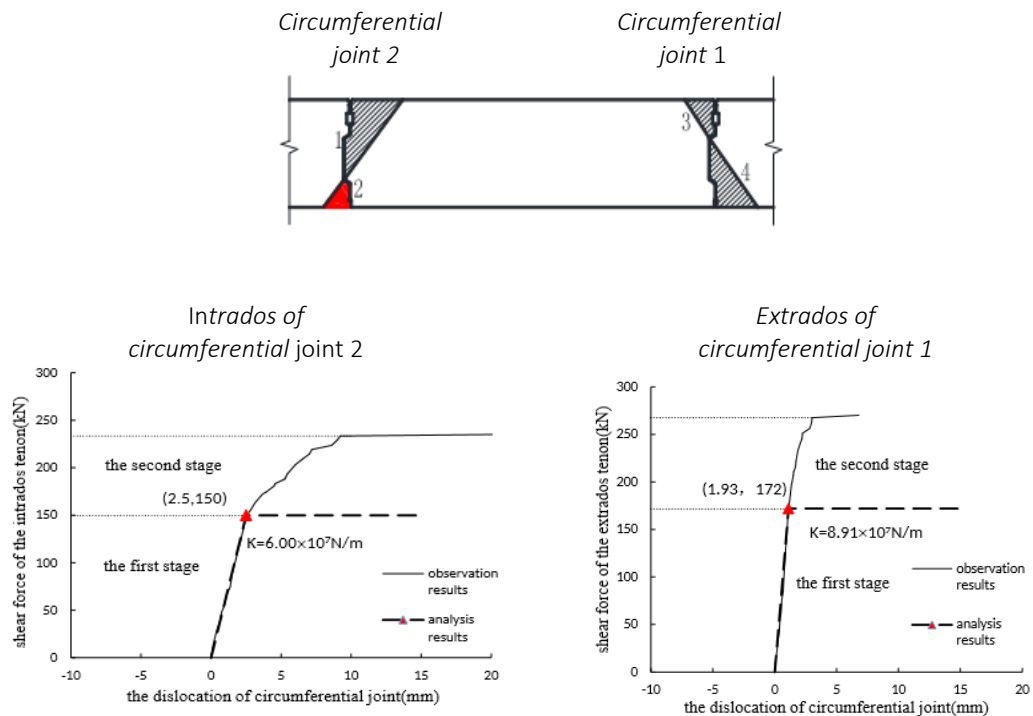 Circumferential
joint 2
Circumferential
joint 1
1
2
3
4
Intrados of
circumferential joint 2
shear force of the intrados tenon(kN)
300
250
200
150
100
50
0
the second stage
(2.5,150)
K=6.00×10⁷N/m
the first stage
observation
results
analysis
results
-10 -5 0 5 10 15 20
the dislocation of circumferential joint(mm)
Extrados of
circumferential joint 1
shear force of the extrados tenon(kN)
300
250
200
150
100
50
0
the second stage
(1.93, 172)
K=8.91×10⁷N/m
the first stage
observation
results
analysis
results
-10 -5 0 5 10 15 20
the dislocation of circumferential joint(mm)